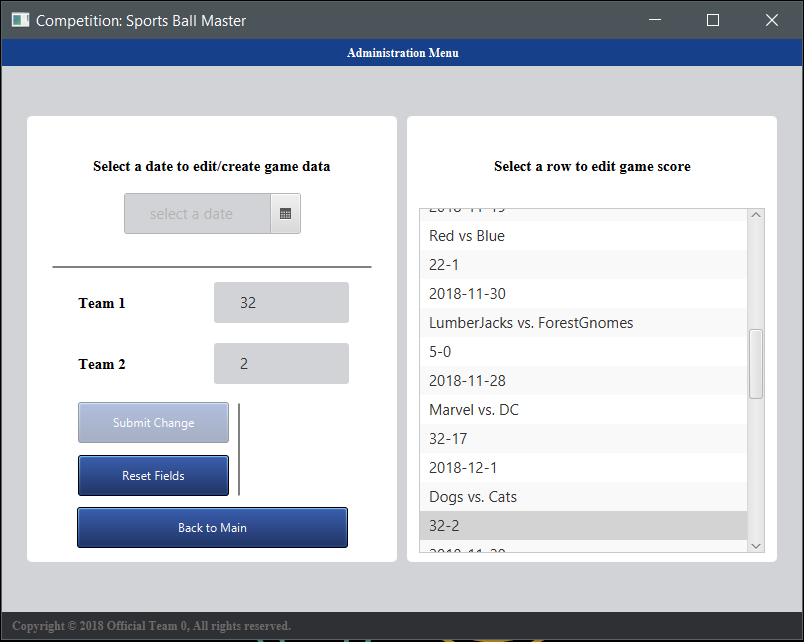 Competition: Sports Ball Master
Administration Menu
Select a date to edit/create game data
select a date
Team 1
32
Team 2
2
Submit Change
Reset Fields
Back to Main
Select a row to edit game score
Red vs Blue
22-1
2018-11-30
LumberJacks vs. ForestGnomes
5-0
2018-11-28
Marvel vs. DC
32-17
2018-12-1
Dogs vs. Cats
32-2
Copyright © 2018 Official Team 0, All rights reserved.